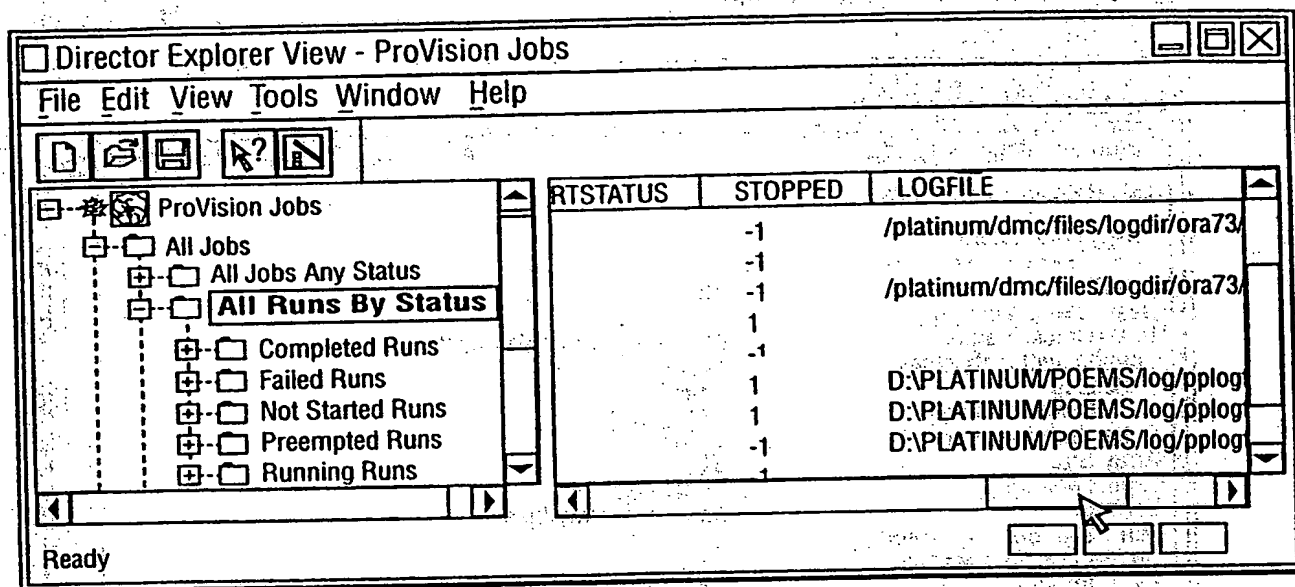 Director Explorer View - ProVision Jobs
File Edit View Tools Window Help
ProVision Jobs
All Jobs
All Jobs Any Status
All Runs By Status
Completed Runs
Failed Runs
Not Started Runs
Preempted Runs
Running Runs
RTSTATUS STOPPED LOGFILE
-1 /platinum/dmc/files/logdir/ora73/
-1
-1 /platinum/dmc/files/logdir/ora73/
1
-1
1 D:\PLATINUM/POEMS/log/pplog
1 D:\PLATINUM/POEMS/log/pplog
-1 D:\PLATINUM/POEMS/log/pplog
Ready